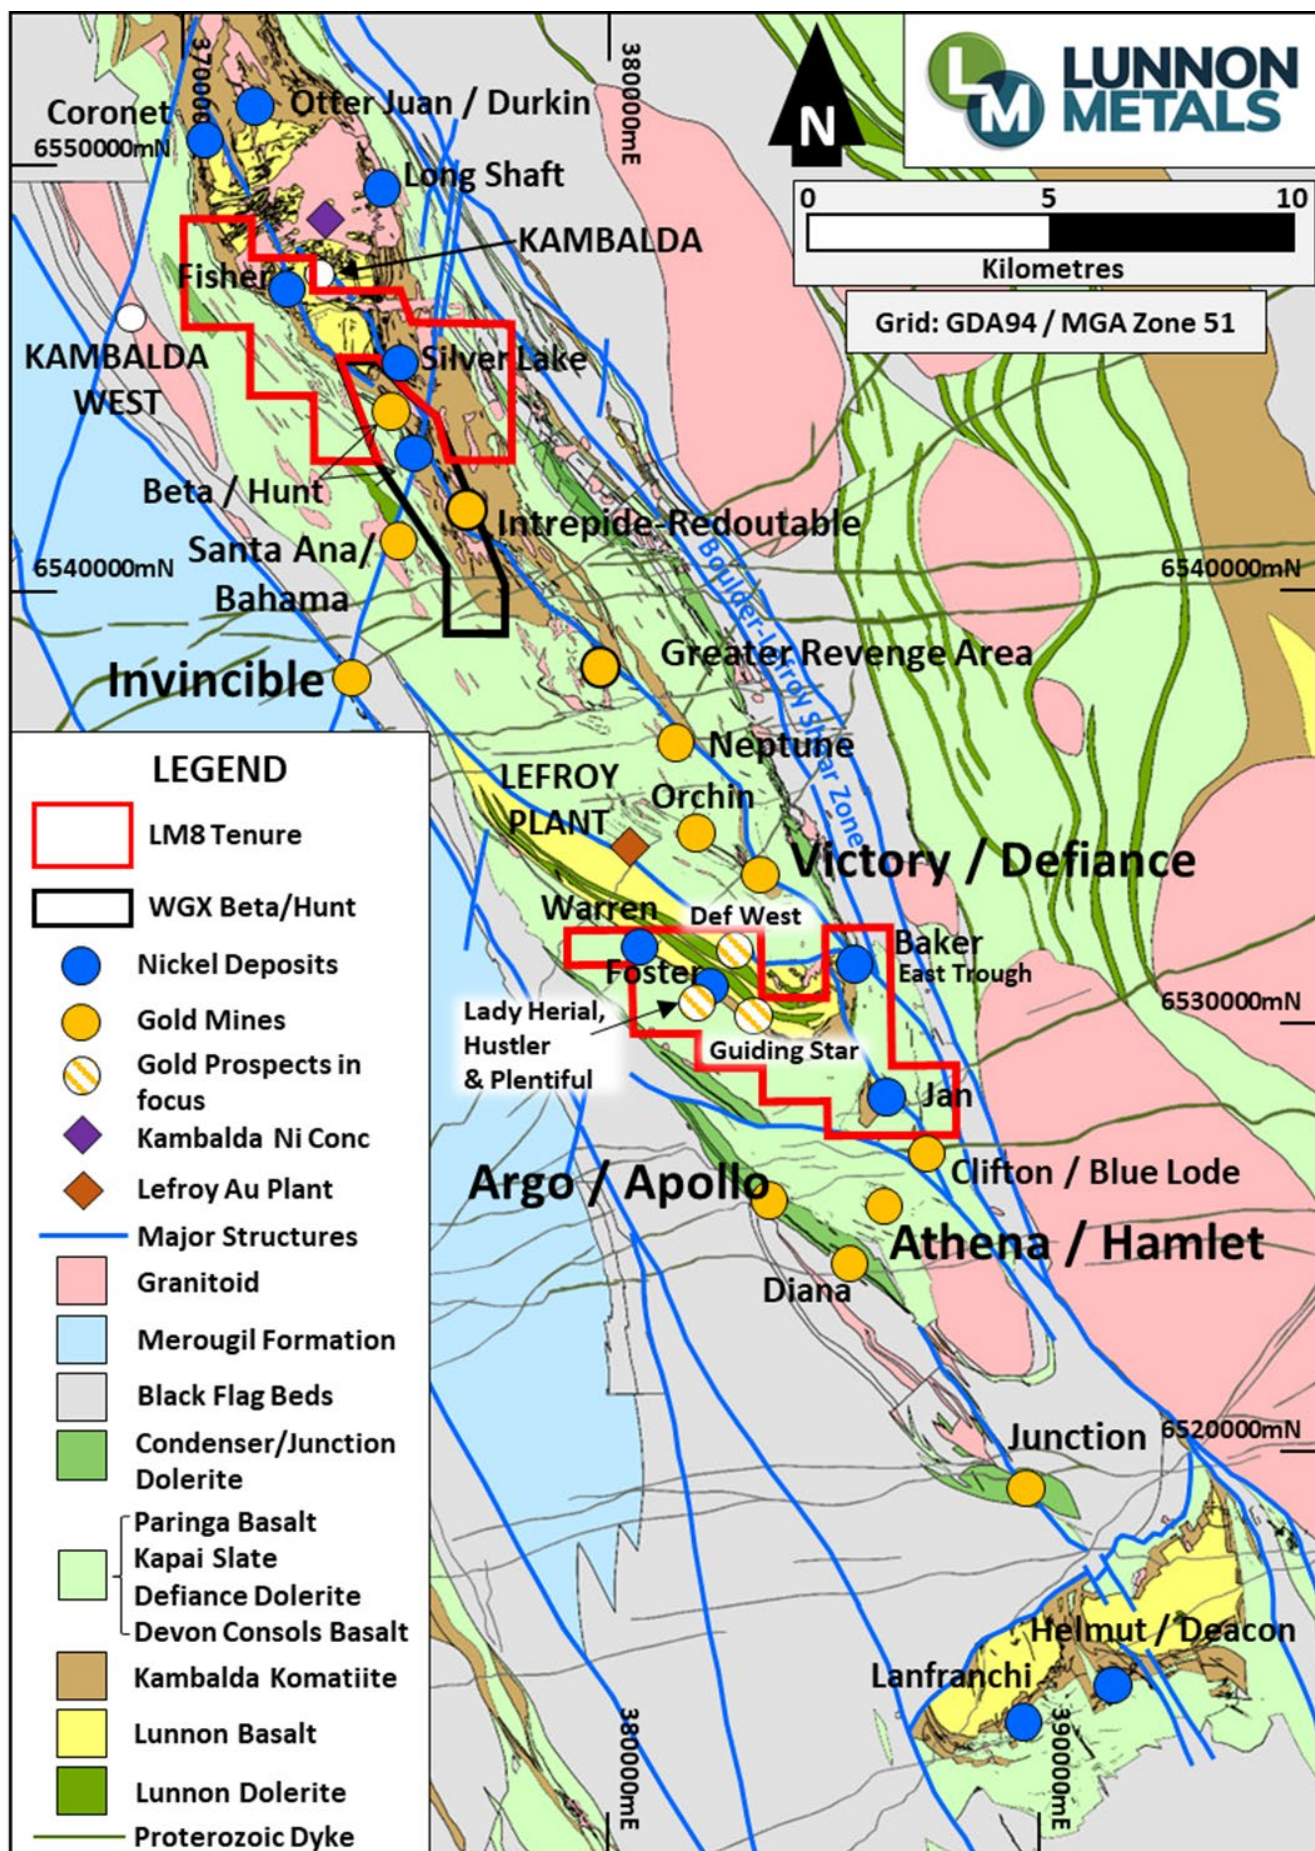 LM
LUNNON
METALS
N
370000
380000mE
Coronet
6550000mN
Otter Juan / Durkin
Long Shaft
KAMBALDA
0 5 10
Kilometres
Grid: GDA94 / MGA Zone 51
Fisher
KAMBALDA
WEST
Silver Lake
Beta / Hunt
Intrepide-Redoutable
Santa Ana/
Bahama
6540000mN
6540000mN
Boulder-Lefroy Shear Zone
Invincible
Greater Revenge Area
Neptune
LEFROY
PLANT
Orchin
Victory / Defiance
Warren
Def West
Baker
East Trough
Foster
6530000mN
Lady Herial,
Hustler
& Plentiful
Guiding Star
Jan
Argo / Apollo
Clifton / Blue Lode
Athena / Hamlet
Diana
Junction
6520000mN
Helmut / Deacon
Lanfranchi
380000mE
390000mE
LEGEND
LM8 Tenure
WGX Beta/Hunt
Nickel Deposits
Gold Mines
Gold Prospects in
focus
Kambalda Ni Conc
Lefroy Au Plant
Major Structures
Granitoid
Merougil Formation
Black Flag Beds
Condenser/Junction
Dolerite
Paringa Basalt
Kapai Slate
Defiance Dolerite
Devon Consols Basalt
Kambalda Komatiite
Lunnon Basalt
Lunnon Dolerite
Proterozoic Dyke